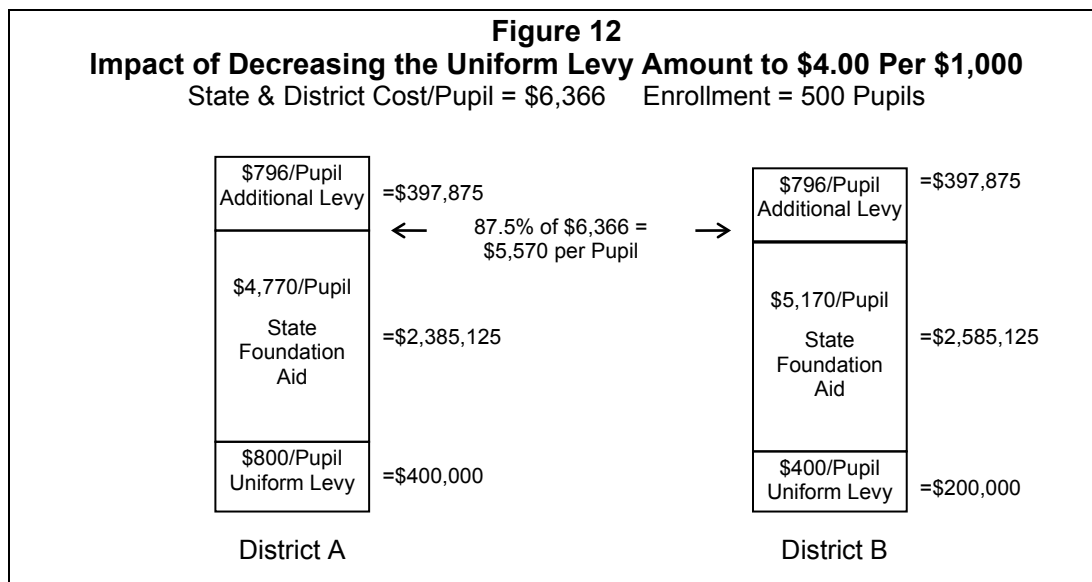 Figure 12
Impact of Decreasing the Uniform Levy Amount to $4.00 Per $1,000
State & District Cost/Pupil = $6,366 Enrollment = 500 Pupils
$796/Pupil
Additional Levy
=$397,875
87.5% of $6,366 =
$5,570 per Pupil
$796/Pupil
Additional Levy
=$397,875
$4,770/Pupil
State
Foundation
Aid
=$2,385,125
$5,170/Pupil
State
Foundation
Aid
=$2,585,125
$800/Pupil
Uniform Levy
=$400,000
$400/Pupil
Uniform Levy
=$200,000
District A
District B